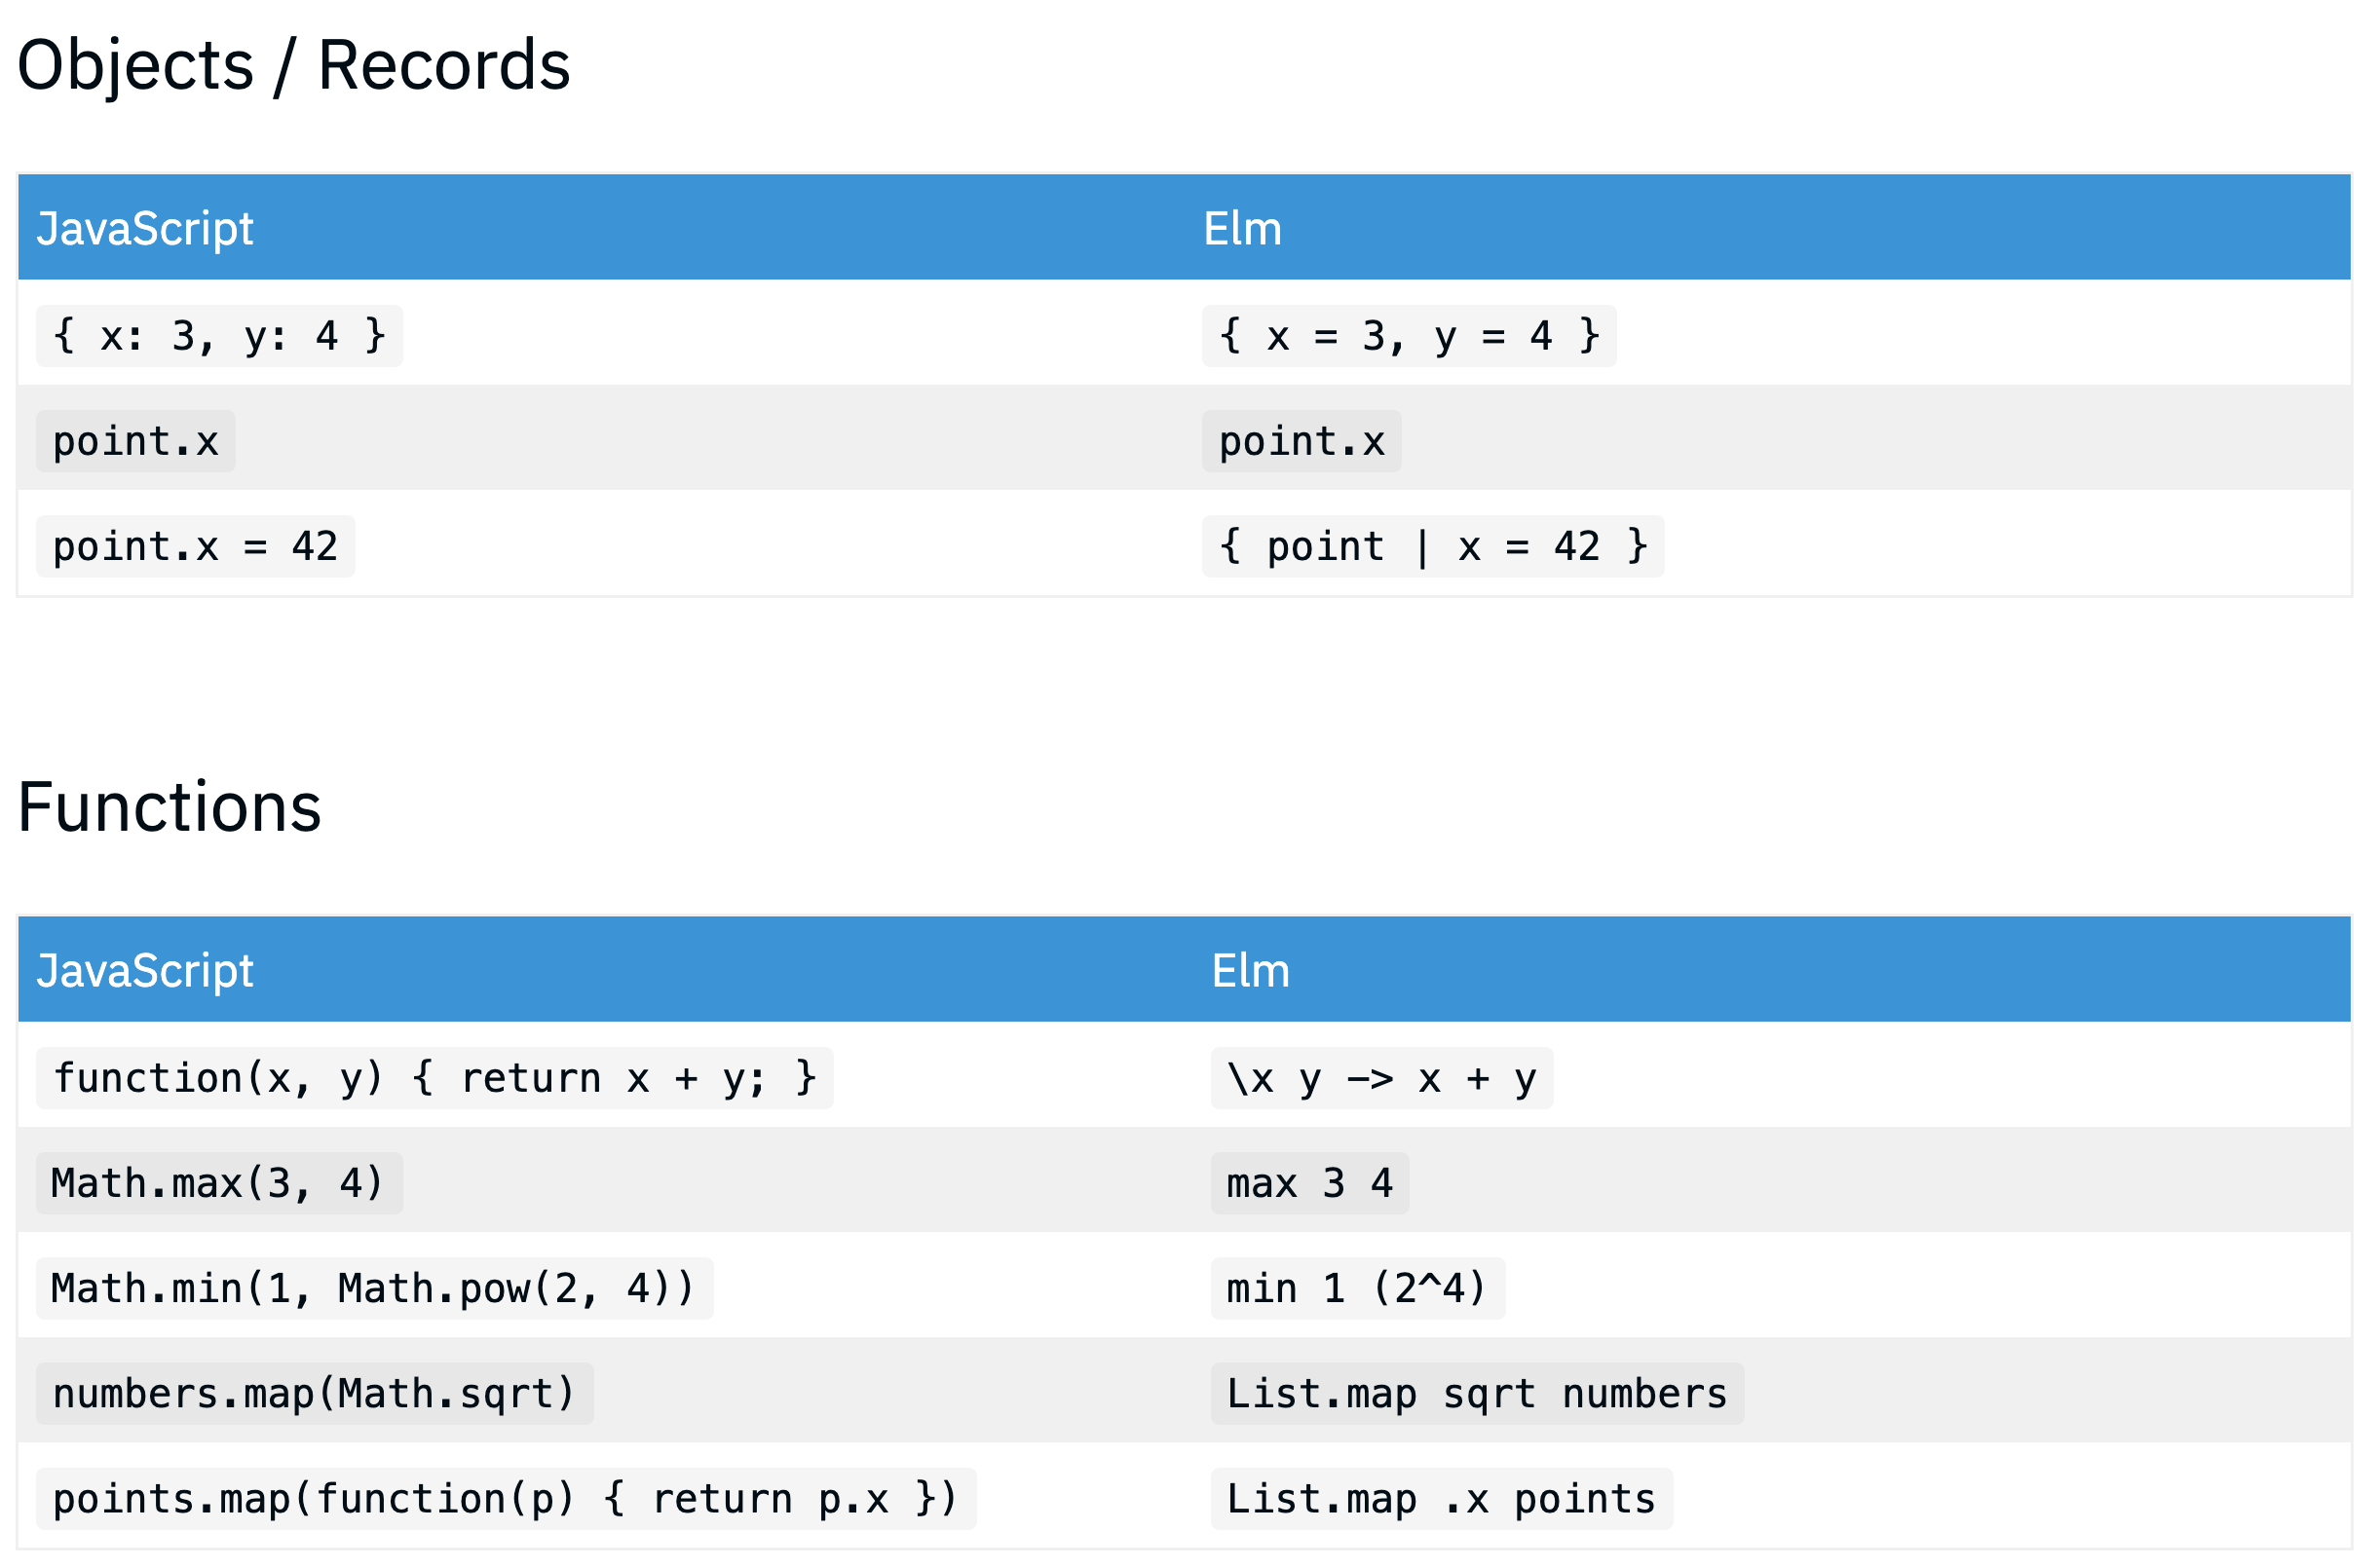 Objects / Records
JavaScript Elm
{ x: 3, y: 4 } { x = 3, y = 4 }
point.x point.x
point.x = 42 { point | x = 42 }
Functions
JavaScript Elm
function(x, y) { return x + y; } \x y -> x + y
Math.max(3, 4) max 3 4
Math.min(1, Math.pow(2, 4)) min 1 (2^4)
numbers.map(Math.sqrt) List.map sqrt numbers
points.map(function(p) { return p.x }) List.map .x points